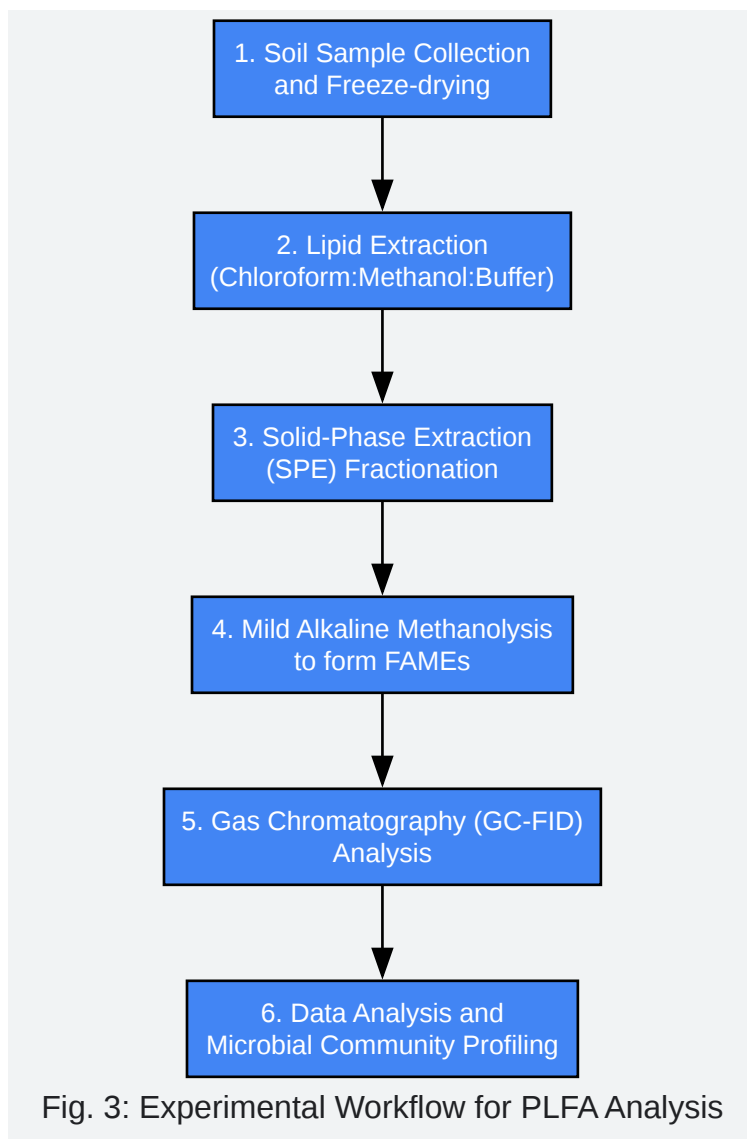 1. Soil Sample Collection
and Freeze-drying
2. Lipid Extraction
(Chloroform:Methanol:Buffer)
3. Solid-Phase Extraction
(SPE) Fractionation
4. Mild Alkaline Methanolysis
to form FAMEs
5. Gas Chromatography (GC-FID)
Analysis
6. Data Analysis and
Microbial Community Profiling
Fig. 3: Experimental Workflow for PLFA Analysis